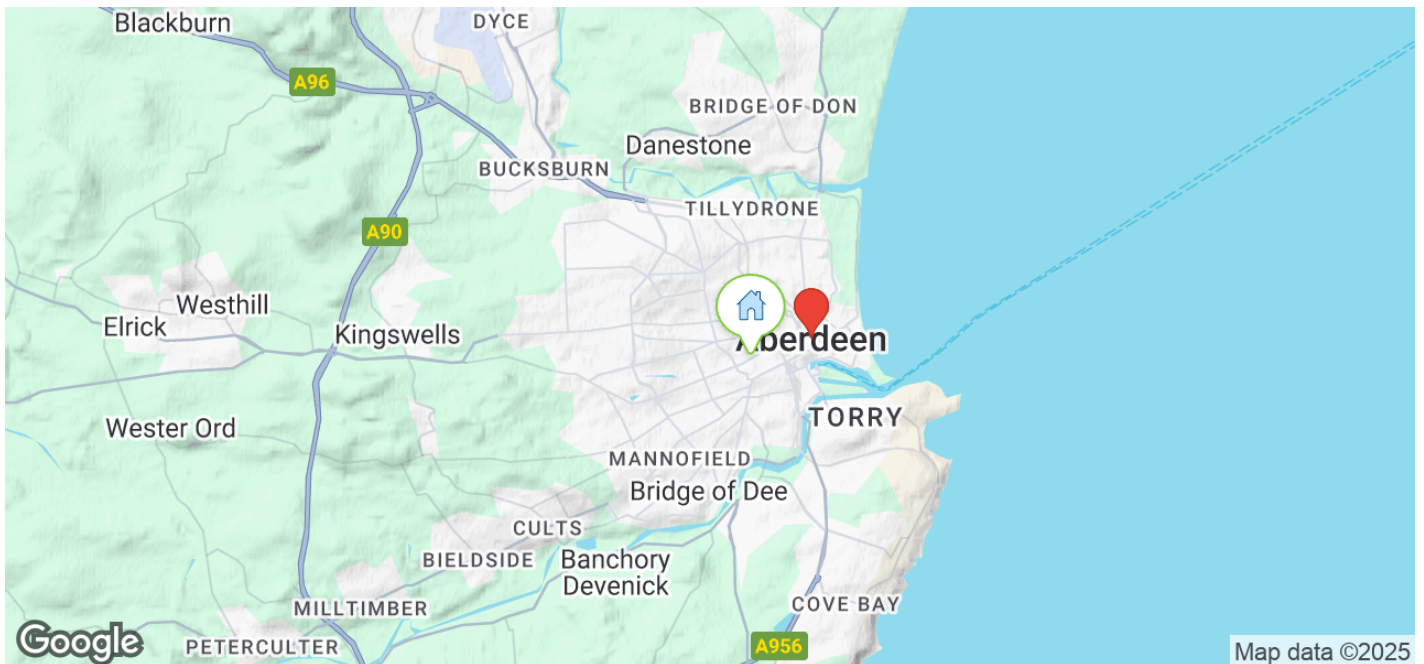 Blackburn
DYCE
A96
BRIDGE OF DON
Danestone
BUCKSBURN
TILLYDRONE
A90
Westhill
Elrick
Kingswells
Aberdeen
TORRY
Wester Ord
MANNOFIELD
Bridge of Dee
CULTS
BIELDSIDE
Banchory
Devenick
MILLTIMBER
COVE BAY
PETERCULTER
A956
Google
Map data ©2025